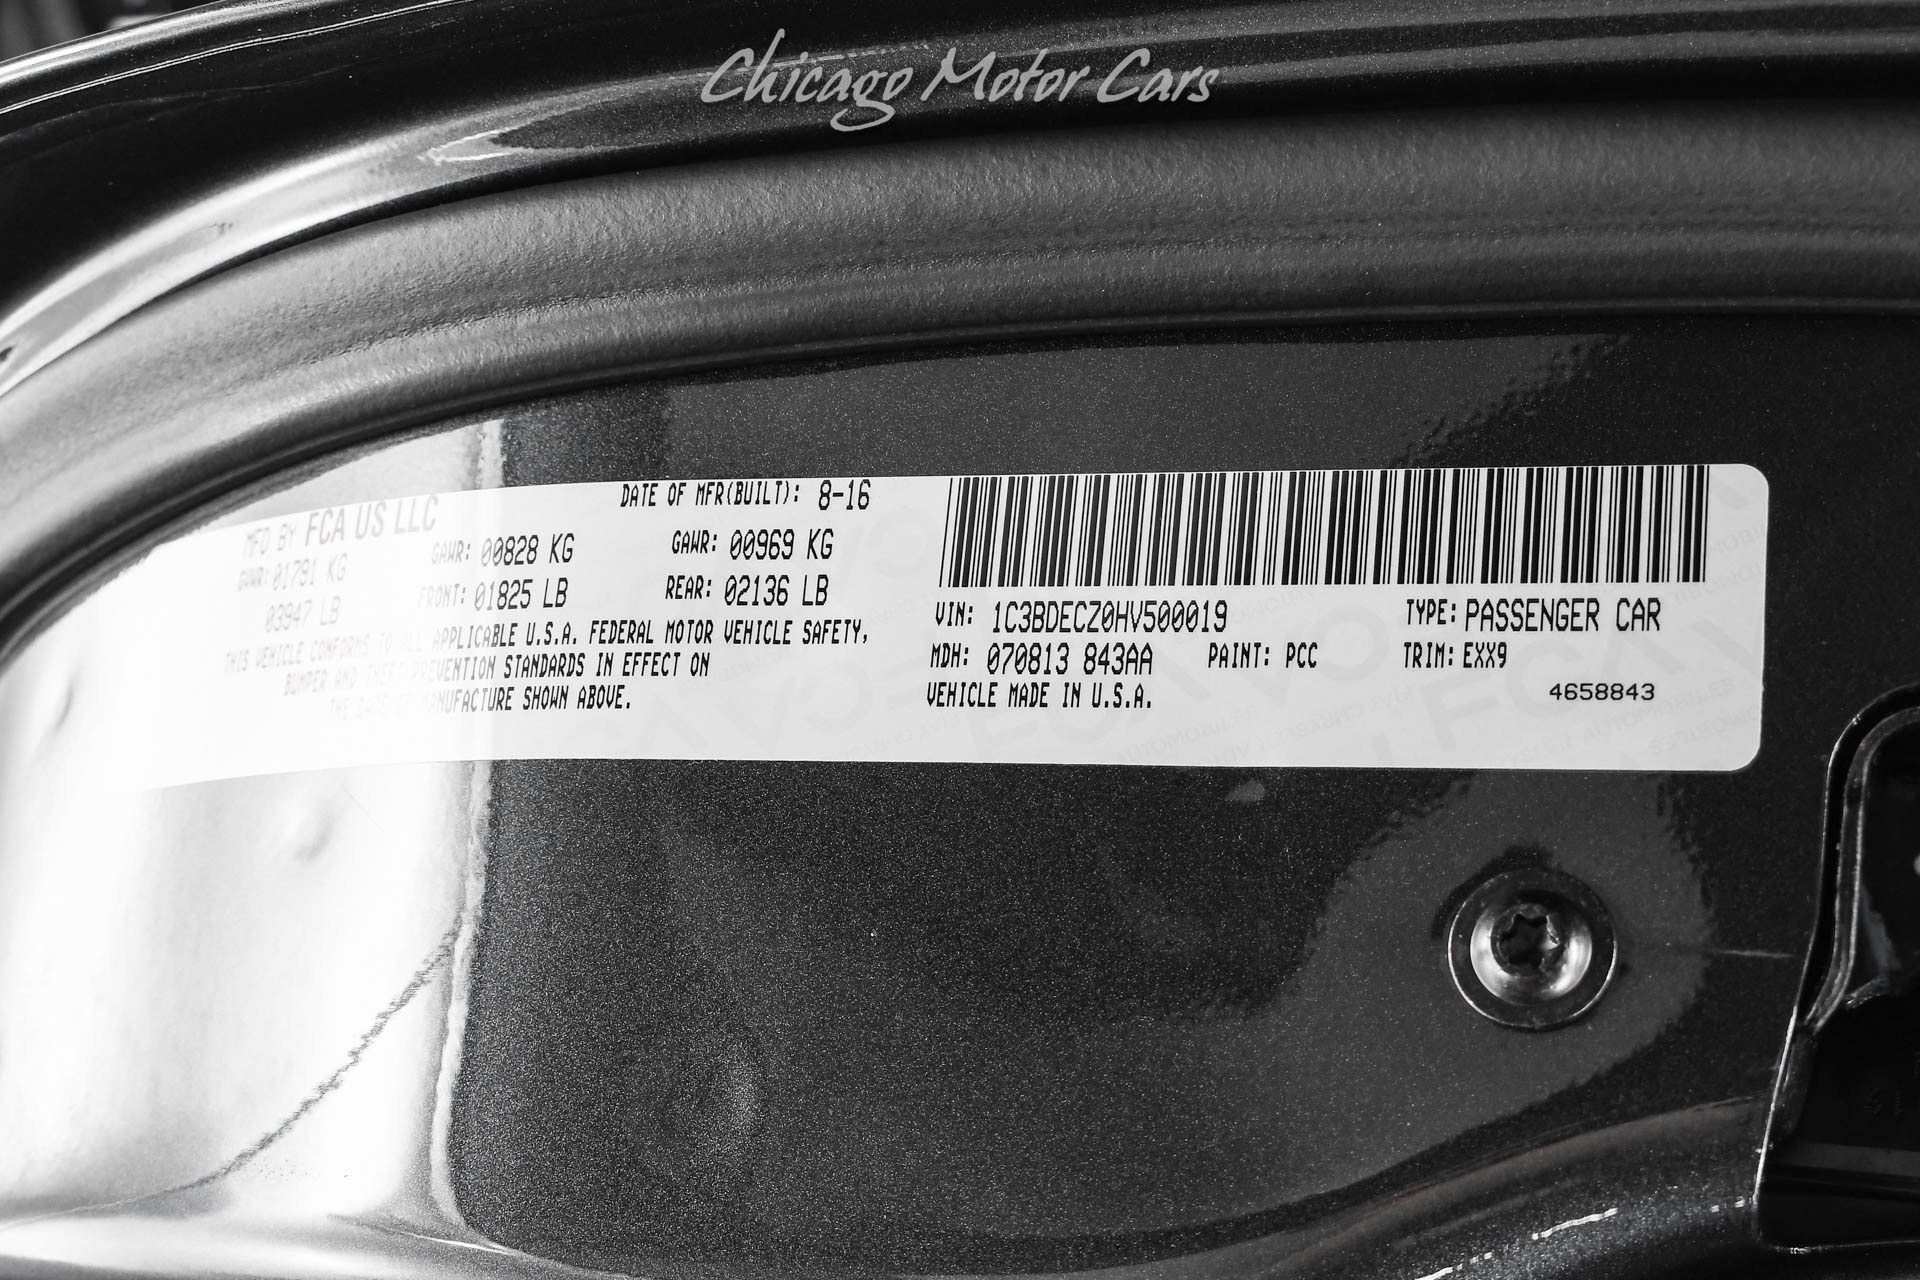 Chicago Motor Cars
DATE OF MFR(BUILT): 8-16
MFD BY FCA US LLC
GVWR: 01791 KG GAWR: 00828 KG GAWR: 00969 KG
03947 LB FRONT: 01825 LB REAR: 02136 LB
THIS VEHICLE CONFORMS TO ALL APPLICABLE U.S.A. FEDERAL MOTOR VEHICLE SAFETY,
BUMPER AND THEFT PREVENTION STANDARDS IN EFFECT ON
THE DATE OF MANUFACTURE SHOWN ABOVE.
VIN: 1C3BDECZ0HV500019 TYPE: PASSENGER CAR
MDH: 070813 843AA PAINT: PCC TRIM: EXX9
VEHICLE MADE IN U.S.A. 4658843